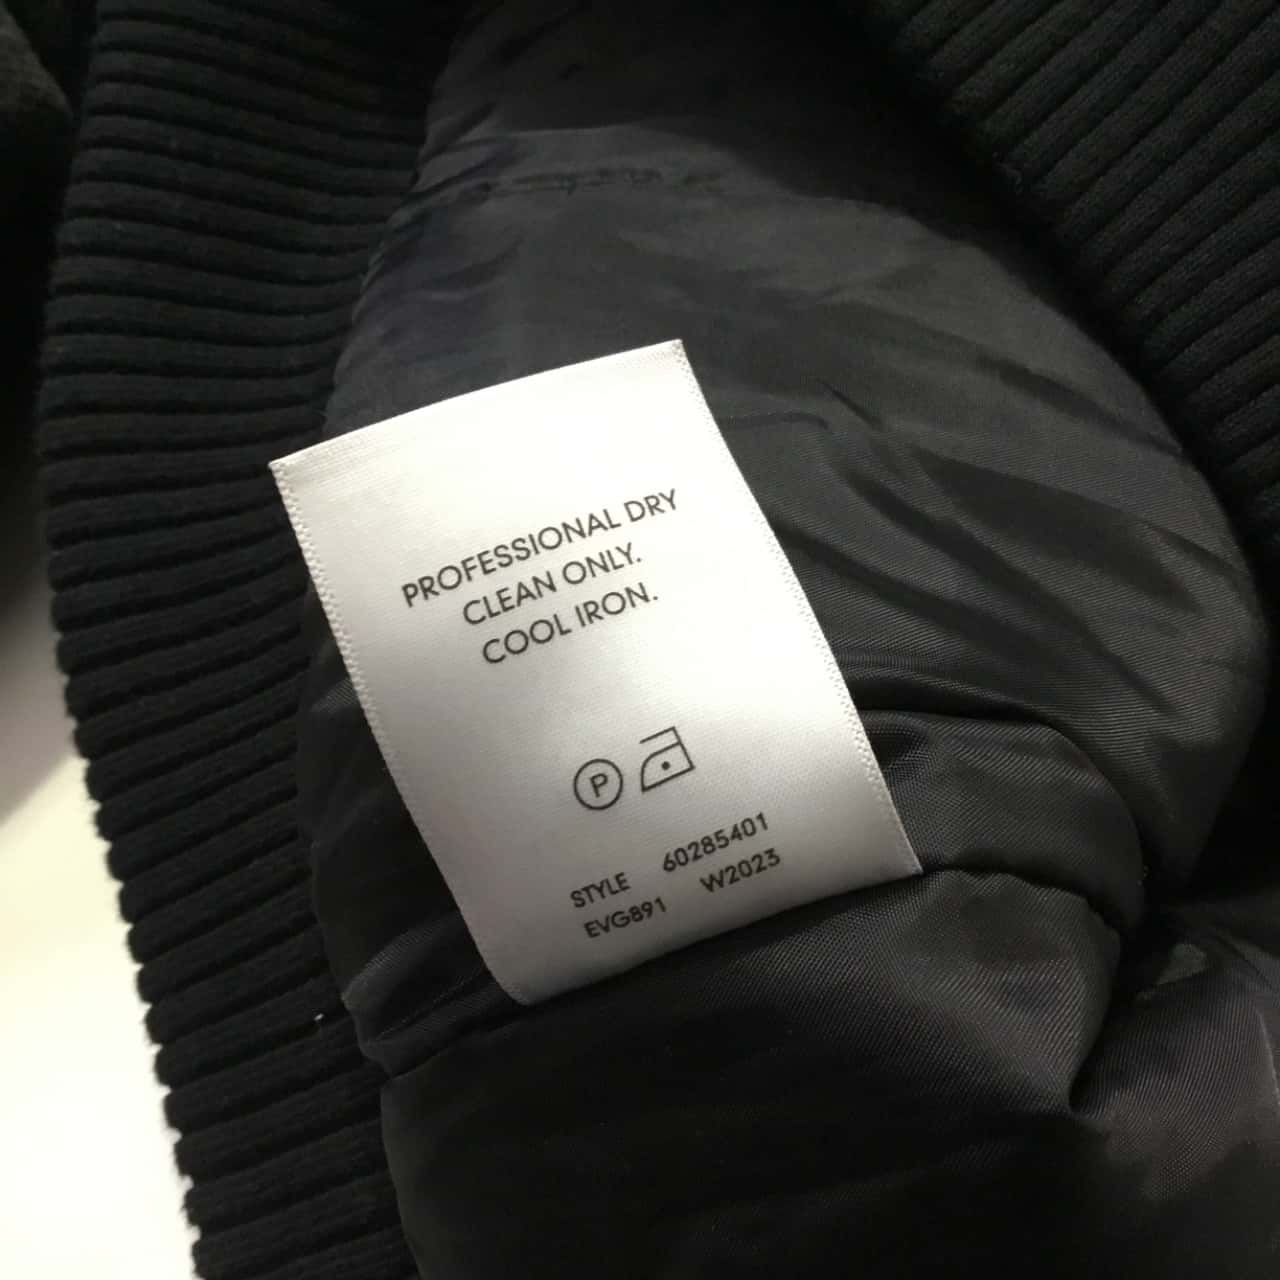 PROFESSIONAL DRY
CLEAN ONLY.
COOL IRON.
P
STYLE 60285401
EVG891 W2023